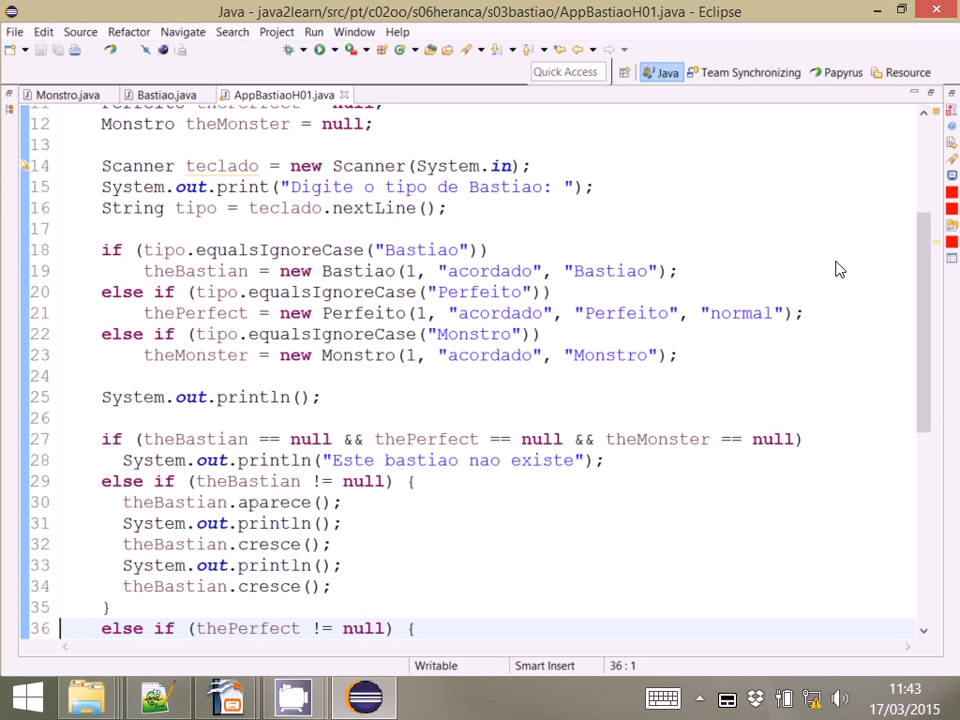 Java - java2learn/src/pt/c02oo/s06heranca/s03bastiao/AppBastiaoH01.java - Eclipse
File Edit Source Refactor Navigate Search Project Run Window Help
Quick Access Java Team Synchronizing Papyrus Resource
Monstro.java Bastiao.java AppBastiaoH01.java
11 Perfeito thePerfect = null;
12 Monstro theMonster = null;
13
14 Scanner teclado = new Scanner(System.in);
15 System.out.print("Digite o tipo de Bastiao: ");
16 String tipo = teclado.nextLine();
17
18 if (tipo.equalsIgnoreCase("Bastiao"))
19 theBastian = new Bastiao(1, "acordado", "Bastiao");
20 else if (tipo.equalsIgnoreCase("Perfeito"))
21 thePerfect = new Perfeito(1, "acordado", "Perfeito", "normal");
22 else if (tipo.equalsIgnoreCase("Monstro"))
23 theMonster = new Monstro(1, "acordado", "Monstro");
24
25 System.out.println();
26
27 if (theBastian == null && thePerfect == null && theMonster == null)
28 System.out.println("Este bastiao nao existe");
29 else if (theBastian != null) {
30 theBastian.aparece();
31 System.out.println();
32 theBastian.cresce();
33 System.out.println();
34 theBastian.cresce();
35 }
36 else if (thePerfect != null) {
Writable Smart Insert 36 : 1
11:43
17/03/2015